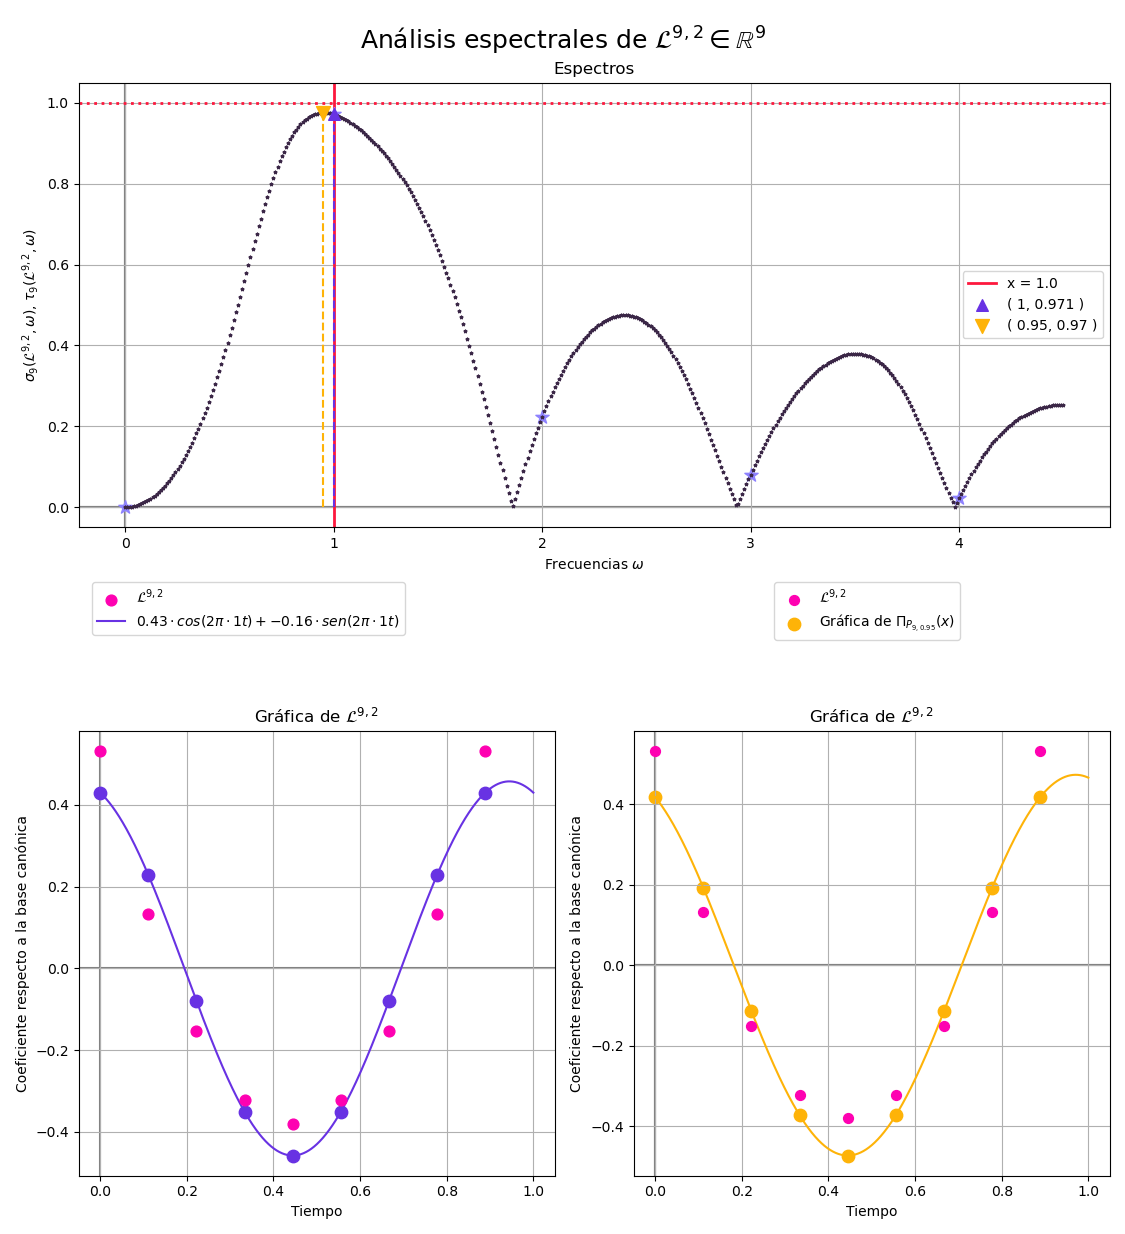 Análisis espectrales de 𝓛^{9,2} ∈ ℝ^9
Espectros
σ_9(𝓛^{9,2}, ω), τ_9(𝓛^{9,2}, ω)
1.0
0.8
0.6
0.4
0.2
0.0
x = 1.0
( 1, 0.971 )
( 0.95, 0.97 )
0 1 2 3 4
Frecuencias ω
𝓛^{9,2}
0.43 · cos(2π · 1t) + −0.16 · sen(2π · 1t)
𝓛^{9,2}
Gráfica de Π_{P_{9,0.95}}(x)
Gráfica de 𝓛^{9,2}
Coeficiente respecto a la base canónica
0.4
0.2
0.0
−0.2
−0.4
0.0 0.2 0.4 0.6 0.8 1.0
Tiempo
Gráfica de 𝓛^{9,2}
Coeficiente respecto a la base canónica
0.4
0.2
0.0
−0.2
−0.4
0.0 0.2 0.4 0.6 0.8 1.0
Tiempo